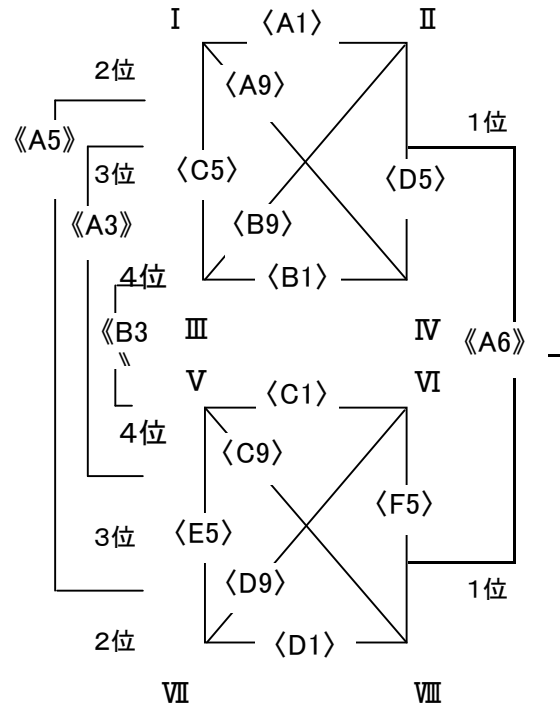 Ⅰ 〈A1〉 Ⅱ
2位 〈A9〉
《A5》 1位
3位 〈C5〉 〈D5〉
《A3》 〈B9〉
4位 〈B1〉
《B3》 Ⅲ Ⅳ 《A6》
Ⅴ 〈C1〉 Ⅵ
4位 〈C9〉
〈F5〉
3位 〈E5〉
〈D9〉 1位
2位 〈D1〉
Ⅶ Ⅷ